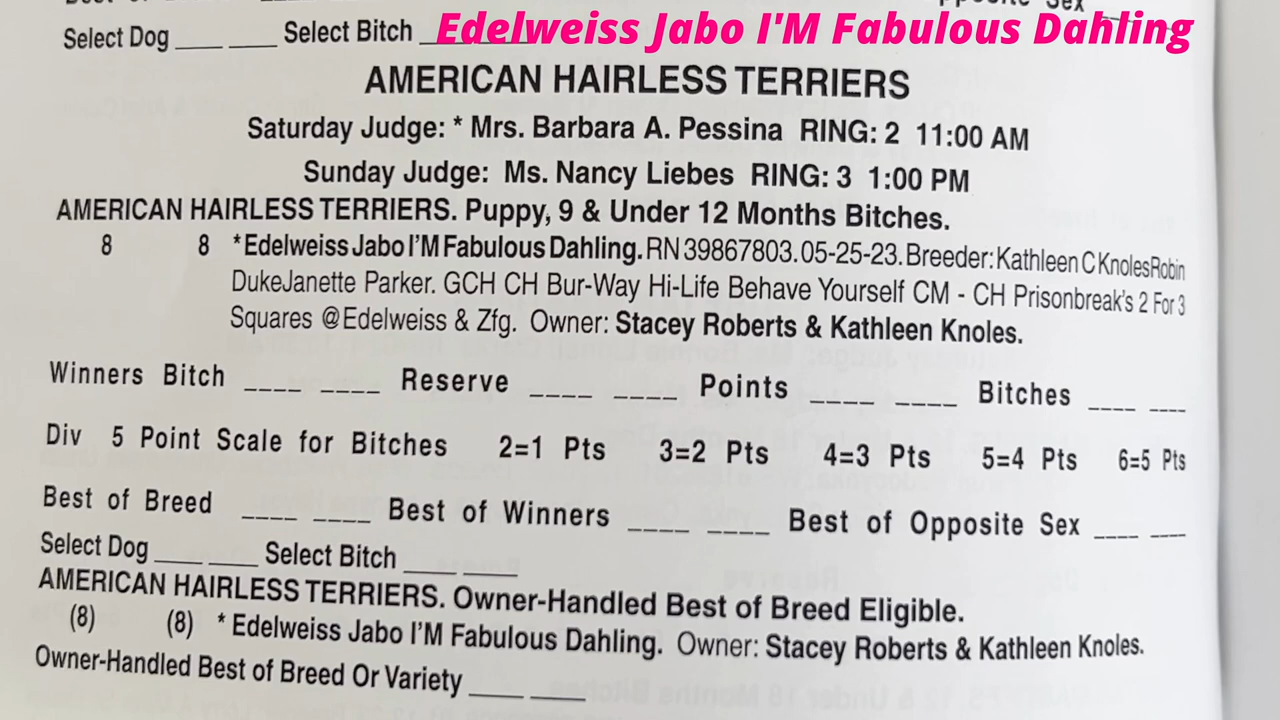 Select Dog ____ ____ Select Bitch ____
Edelweiss Jabo I'M Fabulous Dahling
AMERICAN HAIRLESS TERRIERS
Saturday Judge: * Mrs. Barbara A. Pessina RING: 2 11:00 AM
Sunday Judge: Ms. Nancy Liebes RING: 3 1:00 PM
AMERICAN HAIRLESS TERRIERS. Puppy, 9 & Under 12 Months Bitches.
8 8 *Edelweiss Jabo I'M Fabulous Dahling. RN 39867803. 05-25-23. Breeder: Kathleen C KnolesRobin
DukeJanette Parker. GCH CH Bur-Way Hi-Life Behave Yourself CM - CH Prisonbreak's 2 For 3
Squares @Edelweiss & Zfg. Owner: Stacey Roberts & Kathleen Knoles.
Winners Bitch ____ ____ Reserve ____ ____ Points ____ ____ Bitches ____ ____
Div 5 Point Scale for Bitches 2=1 Pts 3=2 Pts 4=3 Pts 5=4 Pts 6=5 Pts
Best of Breed ____ ____ Best of Winners ____ ____ Best of Opposite Sex ____ ____
Select Dog ____ ____ Select Bitch ____ ____
AMERICAN HAIRLESS TERRIERS. Owner-Handled Best of Breed Eligible.
(8) (8) * Edelweiss Jabo I'M Fabulous Dahling. Owner: Stacey Roberts & Kathleen Knoles.
Owner-Handled Best of Breed Or Variety ____ ____